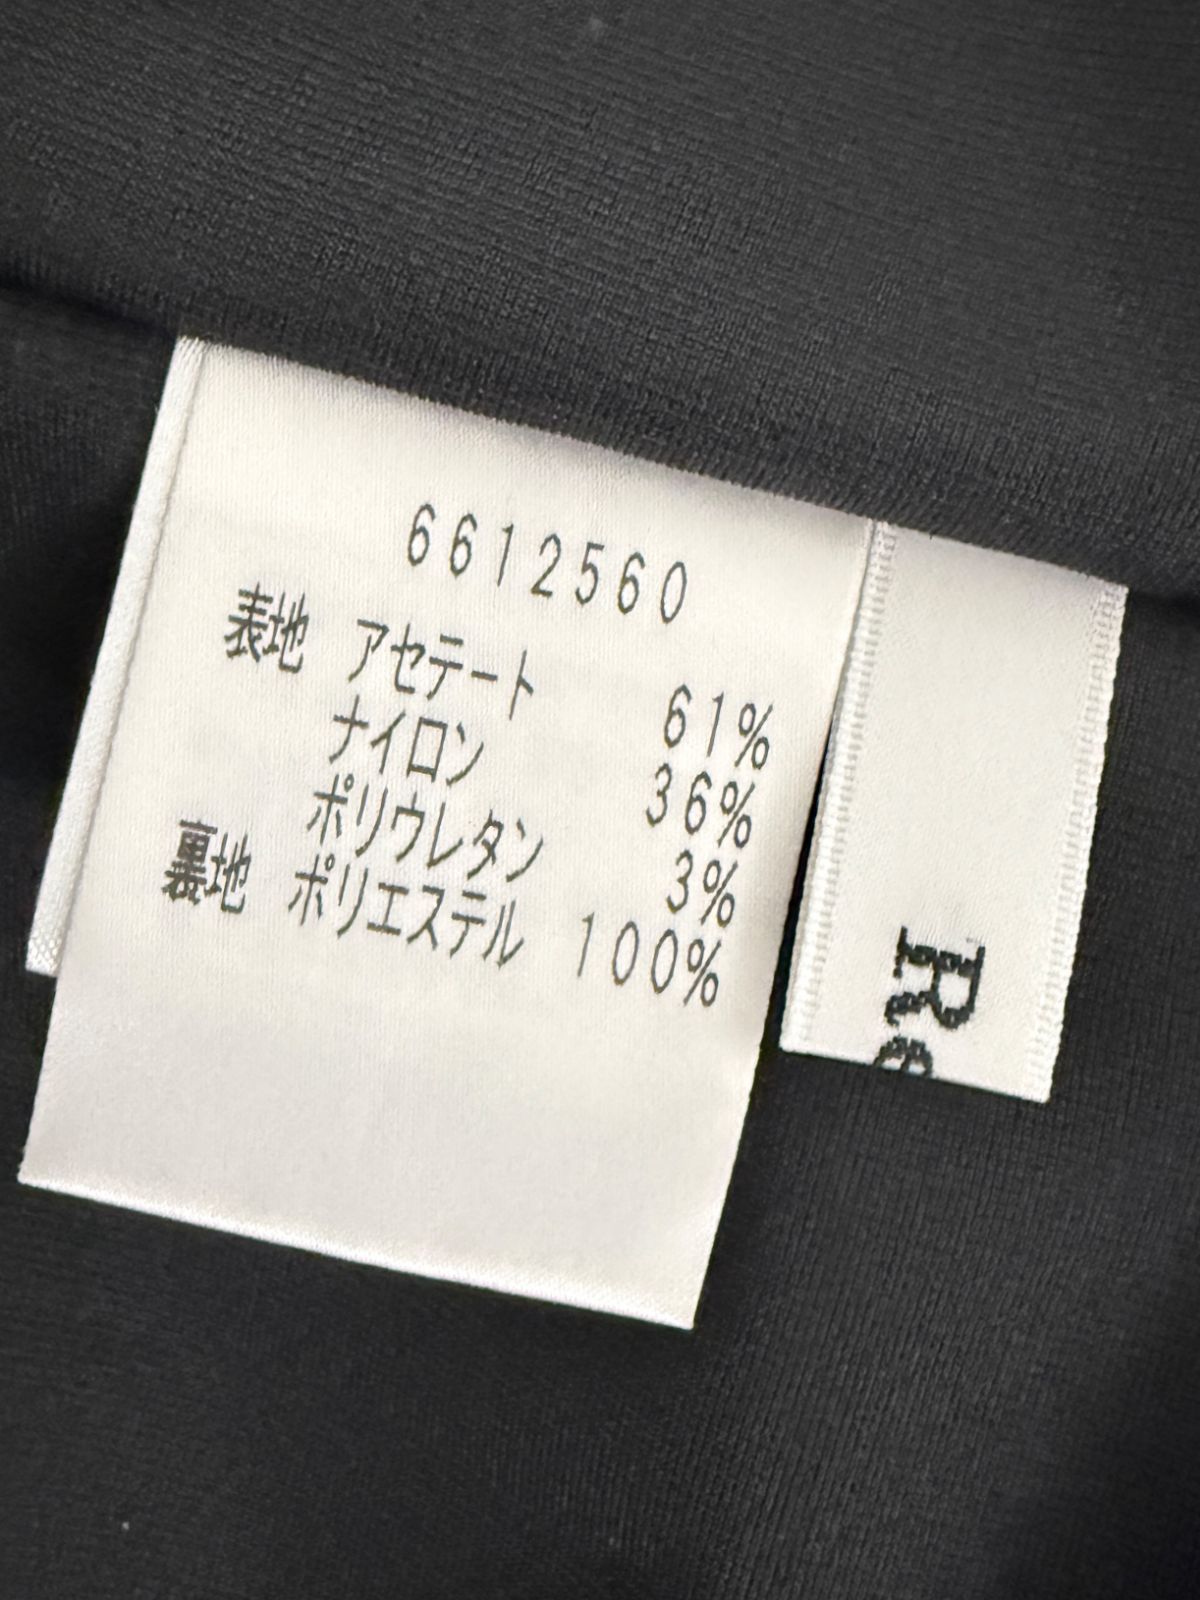 6612560
表地 アセテート 61%
ナイロン 36%
ポリウレタン 3%
裏地 ポリエステル 100%
Re